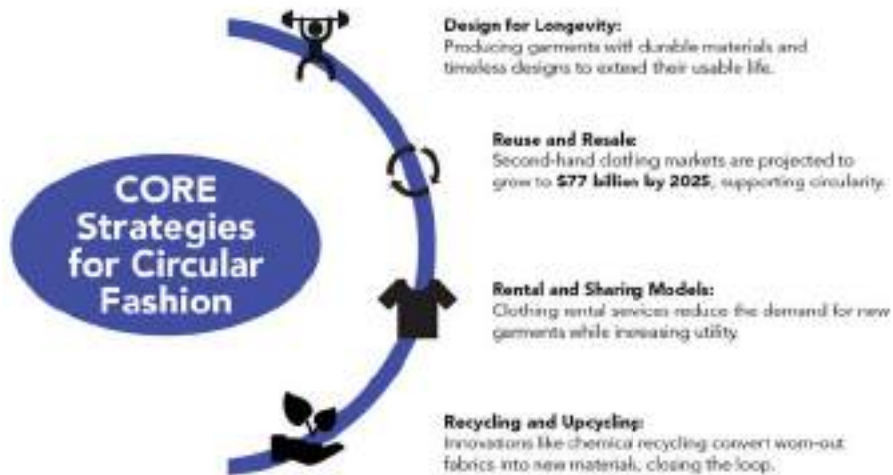 CORE
Strategies
for Circular
Fashion
Design for Longevity:
Producing garments with durable materials and
timeless designs to extend their usable life.
Reuse and Resale:
Second-hand clothing markets are projected to
grow to $77 billion by 2025, supporting circularity.
Rental and Sharing Models:
Clothing rental services reduce the demand for new
garments while increasing utility.
Recycling and Upcycling:
Innovations like chemical recycling convert worn-out
fabrics into new materials, closing the loop.